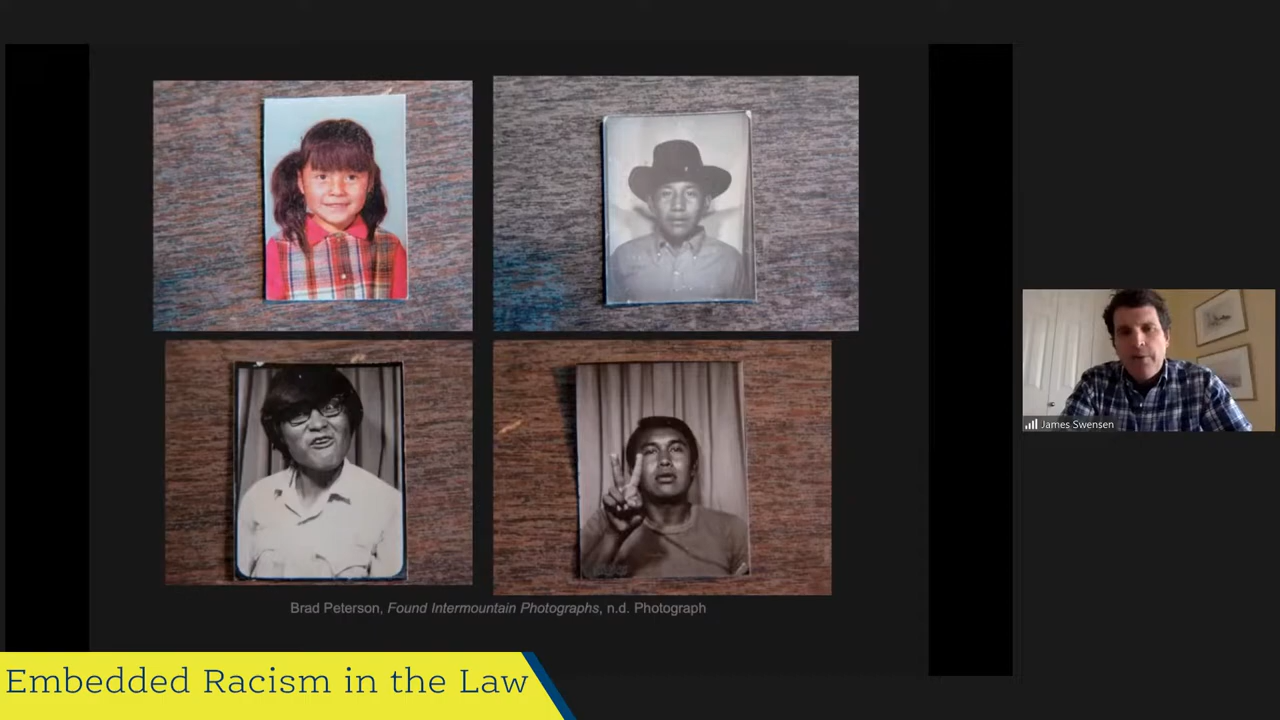 James Swensen
Brad Peterson, Found Intermountain Photographs, n.d. Photograph
Embedded Racism in the Law